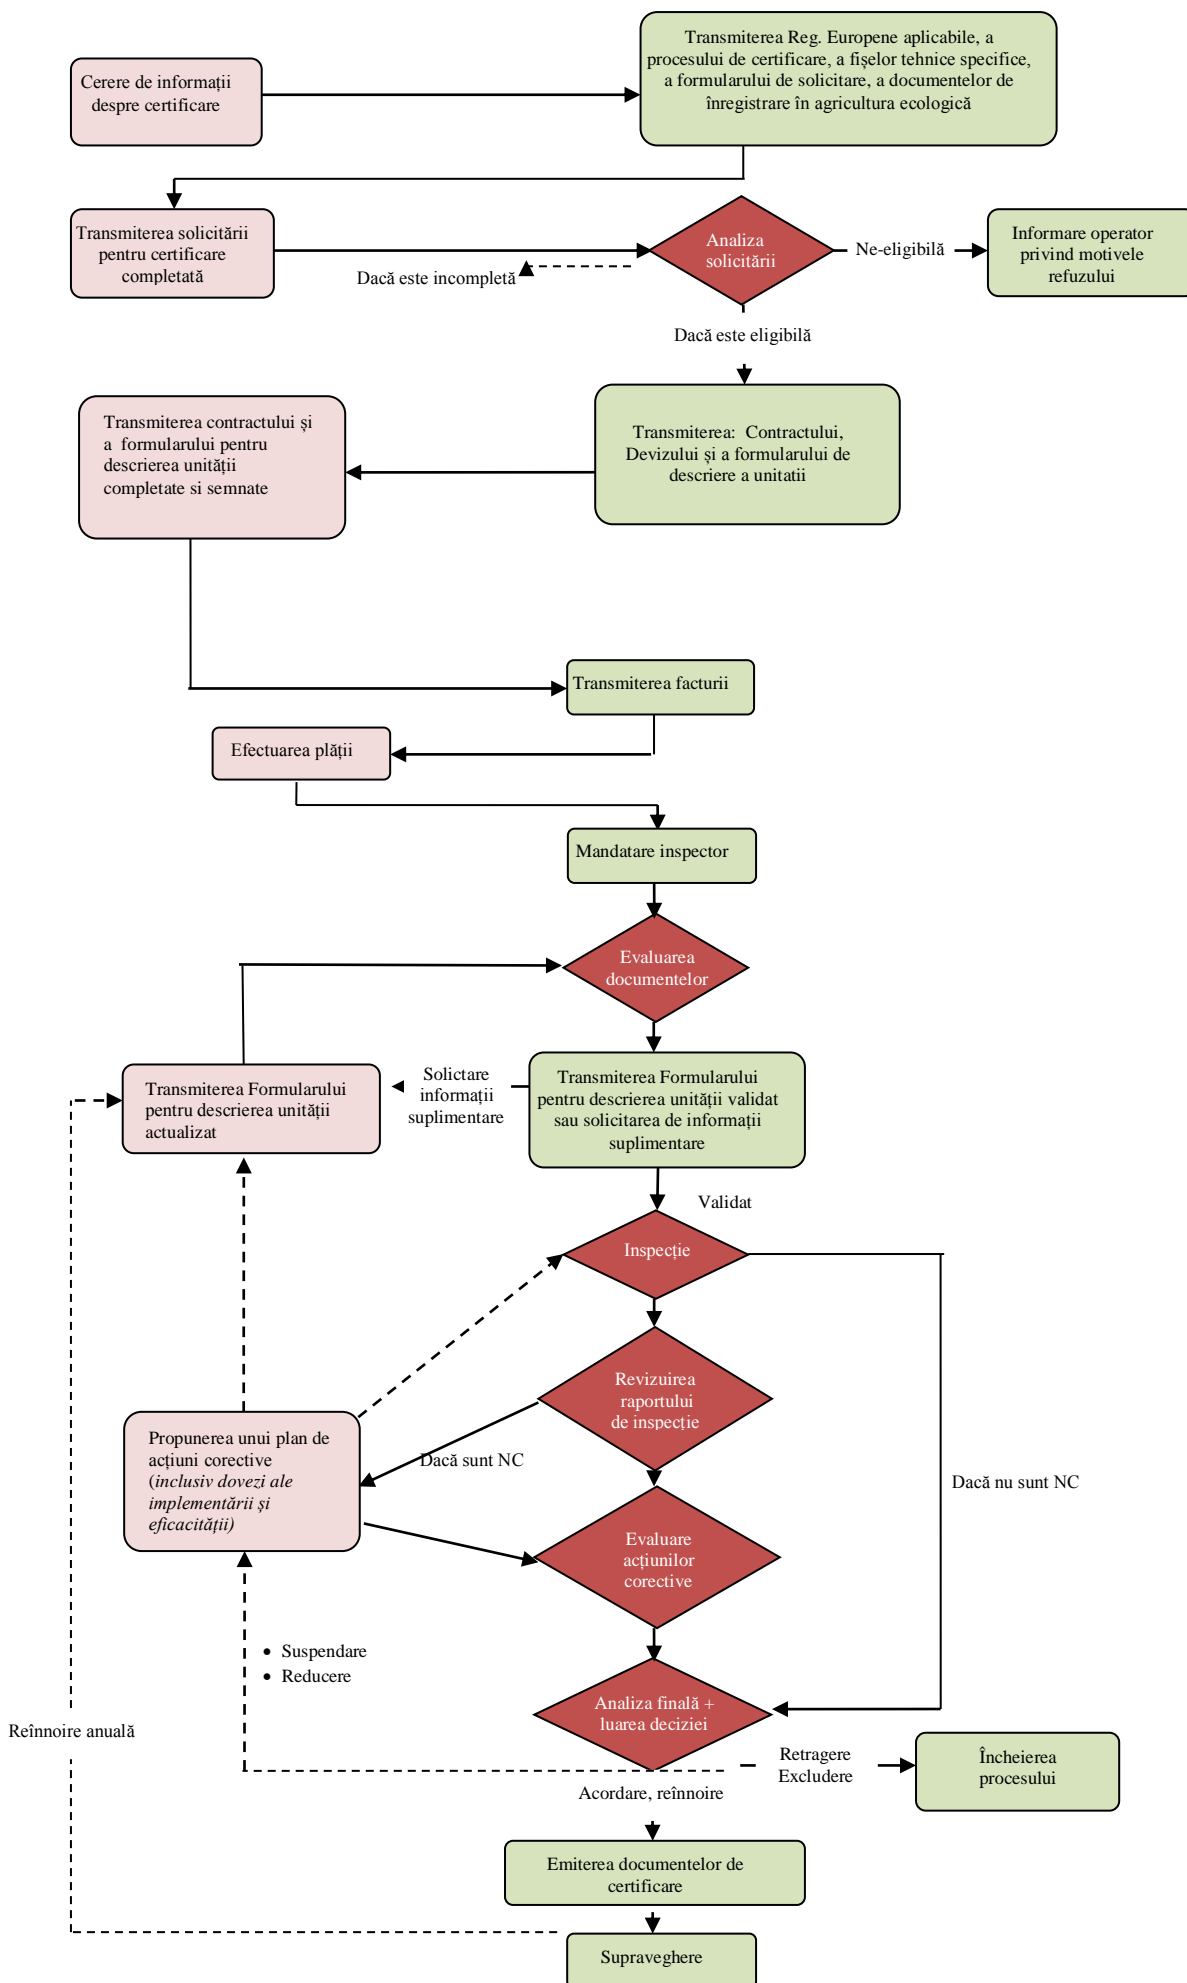 Transmiterea Reg. Europene aplicabile, a
procesului de certificare, a fișelor tehnice specifice,
a formularului de solicitare, a documentelor de
înregistrare în agricultura ecologică
Cerere de informații
despre certificare
Transmiterea solicitării
pentru certificare
completată
Analiza
solicitării
Ne-eligibilă
Informare operator
privind motivele
refuzului
Dacă este incompletă
Dacă este eligibilă
Transmiterea contractului și
a formularului pentru
descrierea unității
completate si semnate
Transmiterea: Contractului,
Devizului și a formularului de
descriere a unitatii
Transmiterea facturii
Efectuarea plății
Mandatare inspector
Evaluarea
documentelor
Transmiterea Formularului
pentru descrierea unității
actualizat
Solictare
informații
suplimentare
Transmiterea Formularului
pentru descrierea unității validat
sau solicitarea de informații
suplimentare
Validat
Inspecție
Revizuirea
raportului
de inspecție
Propunerea unui plan de
acțiuni corective
(inclusiv dovezi ale
implementării și
eficacității)
Dacă sunt NC
Dacă nu sunt NC
Evaluare
acțiunilor
corective
• Suspendare
• Reducere
Analiza finală +
luarea deciziei
Reînnoire anuală
Retragere
Excludere
Încheierea
procesului
Acordare, reînnoire
Emiterea documentelor de
certificare
Supraveghere